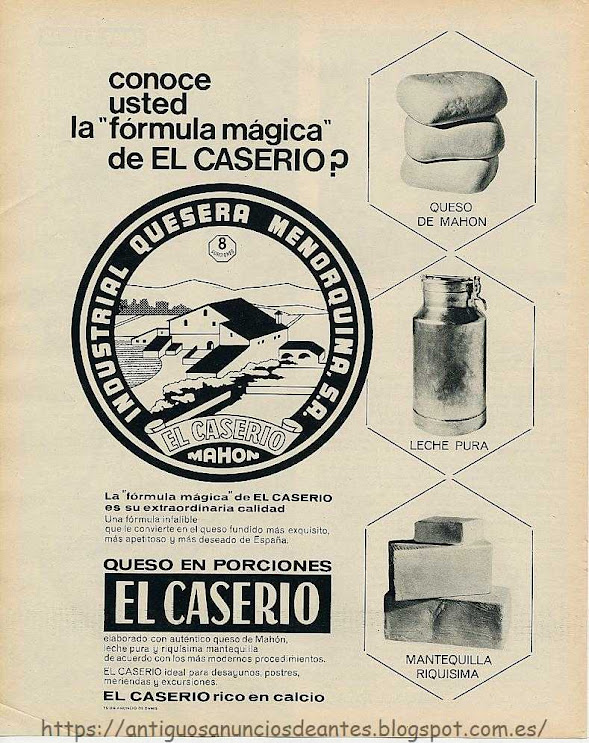 conoce
usted
la "fórmula mágica"
de EL CASERIO?
INDUSTRIAL QUESERA MENORQUINA, S.A.
8
PORCIONES
EL CASERIO
MAHON
QUESO
DE MAHON
LECHE PURA
MANTEQUILLA
RIQUISIMA
La "fórmula mágica" de EL CASERIO
es su extraordinaria calidad
Una fórmula infalible
que le convierte en el queso fundido más exquisito,
más apetitoso y más deseado de España.
QUESO EN PORCIONES
EL CASERIO
elaborado con auténtico queso de Mahón,
leche pura y riquísima mantequilla
de acuerdo con los más modernos procedimientos.
EL CASERIO ideal para desayunos, postres,
meriendas y excursiones.
EL CASERIO rico en calcio
https://antiguosanunciosdeantes.blogspot.com.es/